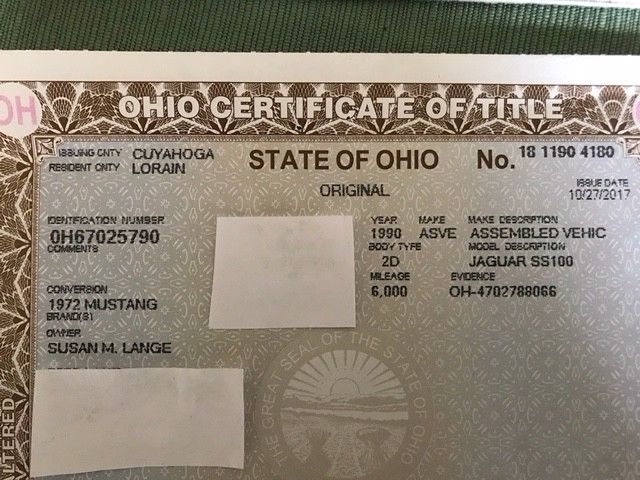 OH
OHIO CERTIFICATE OF TITLE
ISSUING CNTY CUYAHOGA
RESIDENT CNTY LORAIN
STATE OF OHIO
No. 18 1190 4180
ORIGINAL
ISSUE DATE
10/27/2017
IDENTIFICATION NUMBER
0H67025790
COMMENTS
YEAR MAKE MAKE DESCRIPTION
1990 ASVE ASSEMBLED VEHIC
BODY TYPE MODEL DESCRIPTION
2D JAGUAR SS100
MILEAGE EVIDENCE
6,000 OH-4702788066
CONVERSION
1972 MUSTANG
BRAND(S)
OWNER
SUSAN M. LANGE
THE GREAT SEAL OF THE STATE OF OHIO
LTERED